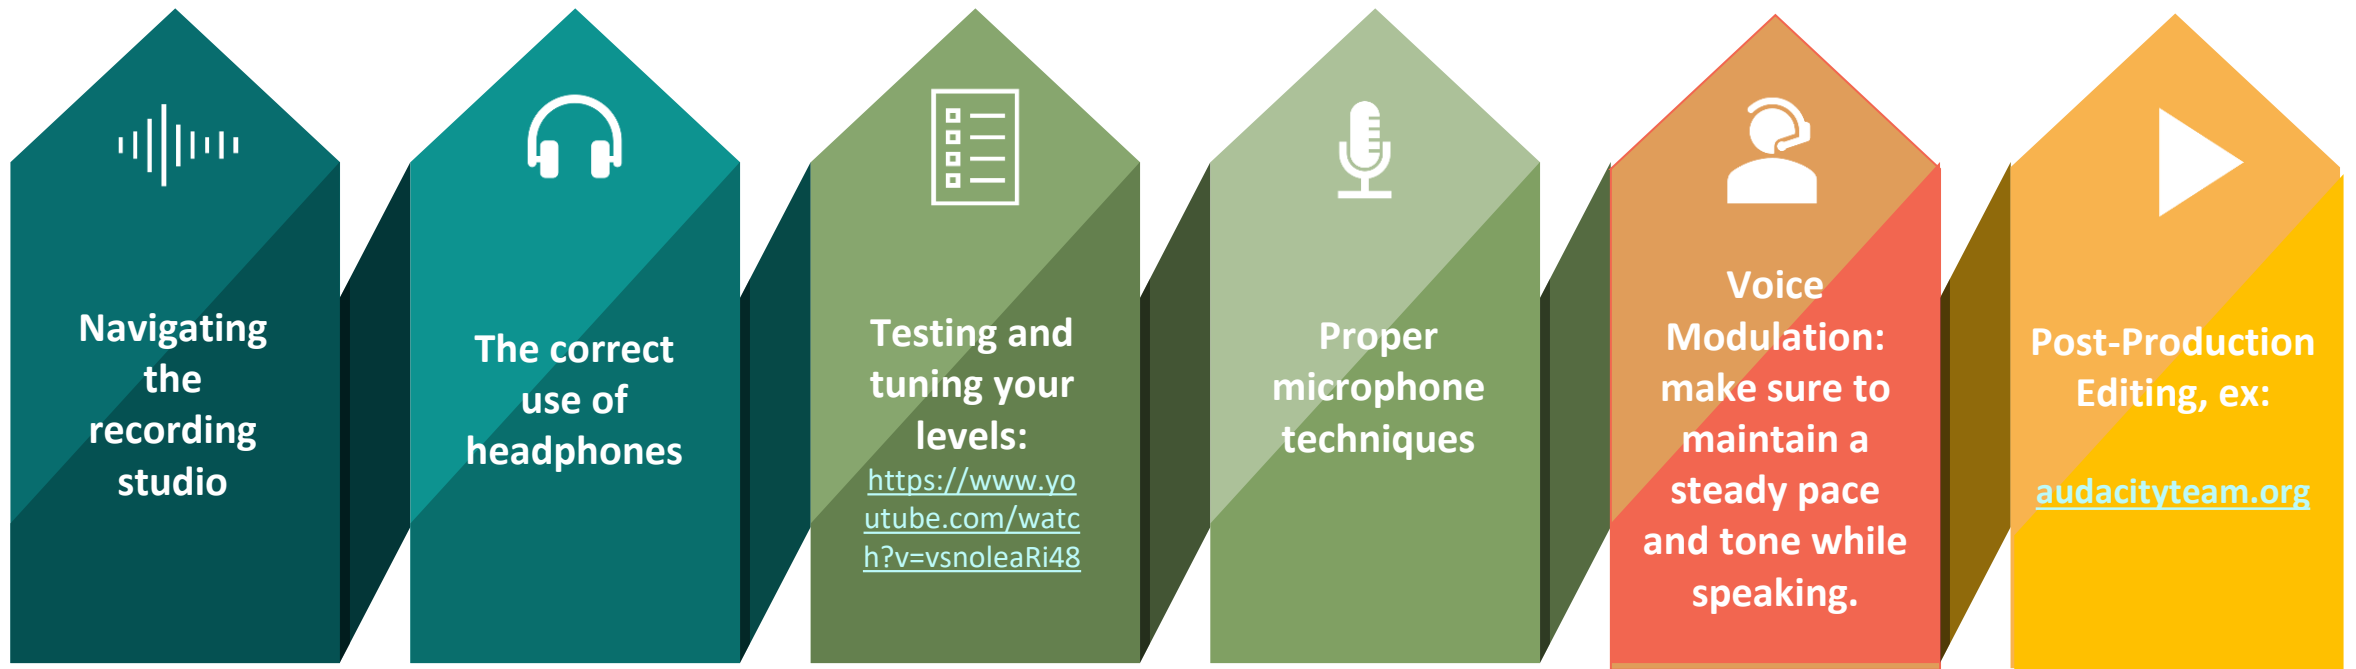 Navigating
the
recording
studio
The correct
use of
headphones
Testing and
tuning your
levels:
https://www.yo
utube.com/watc
h?v=vsnoleaRi48
Proper
microphone
techniques
Voice
Modulation:
make sure to
maintain a
steady pace
and tone while
speaking.
Post-Production
Editing, ex:
audacityteam.org